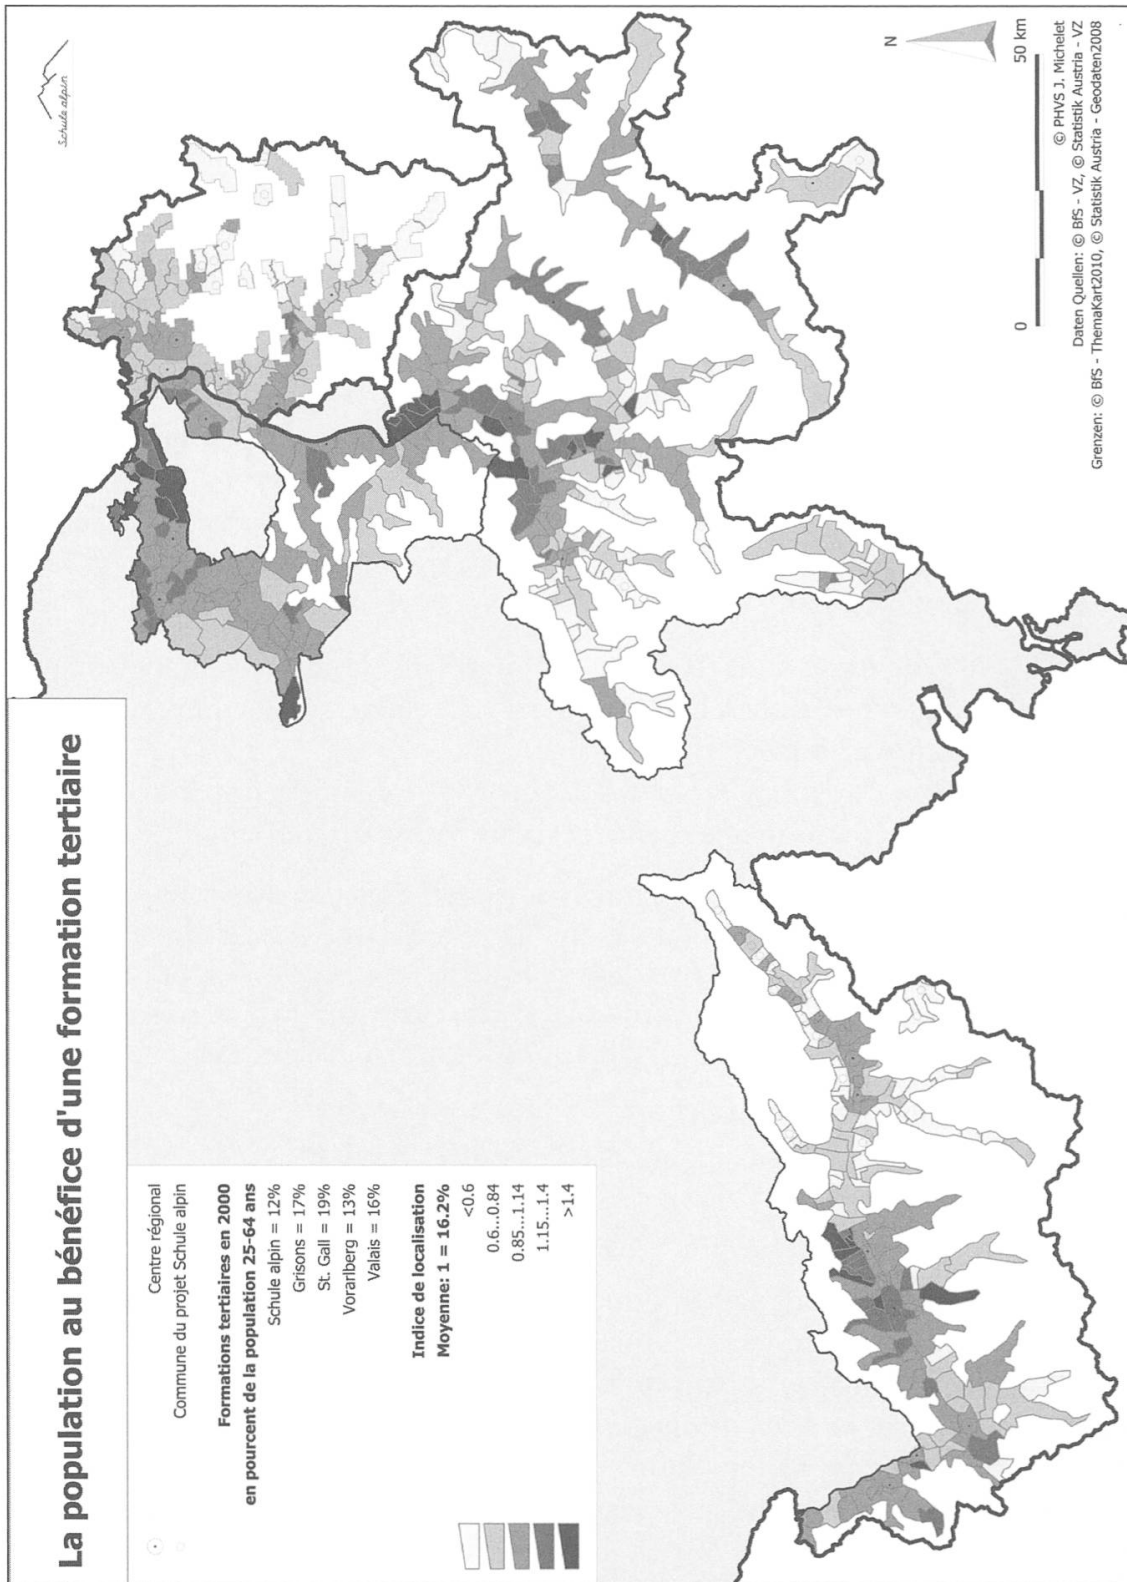 La population au bénéfice d'une formation tertiaire
Schule alpin
Centre régional
Commune du projet Schule alpin
Formations tertiaires en 2000
en pourcent de la population 25-64 ans
Schule alpin = 12%
Grisons = 17%
St. Gall = 19%
Vorarlberg = 13%
Valais = 16%
Indice de localisation
Moyenne: 1 = 16.2%
<0.6
0.6...0.84
0.85...1.14
1.15...1.4
>1.4
N
0
50 km
© PHVS J. Michelet
Daten Quellen: © BfS - VZ, © Statistik Austria - VZ
Grenzen: © BfS - ThemaKart2010, © Statistik Austria - Geodaten2008